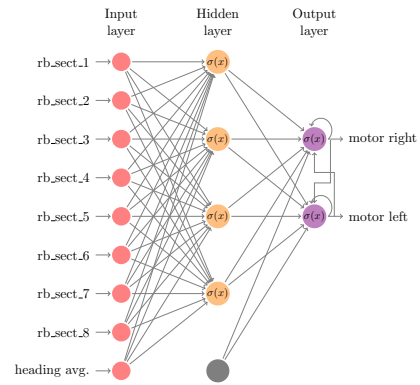 Input layer
Hidden layer
Output layer
rb_sect_1
rb_sect_2
rb_sect_3
rb_sect_4
rb_sect_5
rb_sect_6
rb_sect_7
rb_sect_8
heading avg.
σ(x)
σ(x)
σ(x)
σ(x)
σ(x)
σ(x)
motor right
motor left